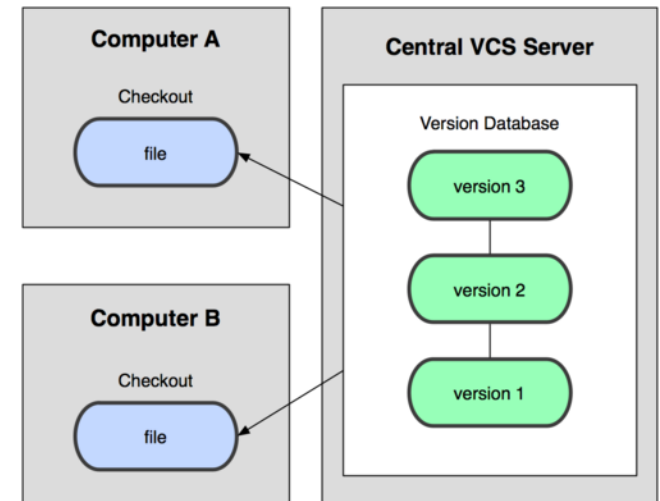 Computer A
Checkout
file
Computer B
Checkout
file
Central VCS Server
Version Database
version 3
version 2
version 1